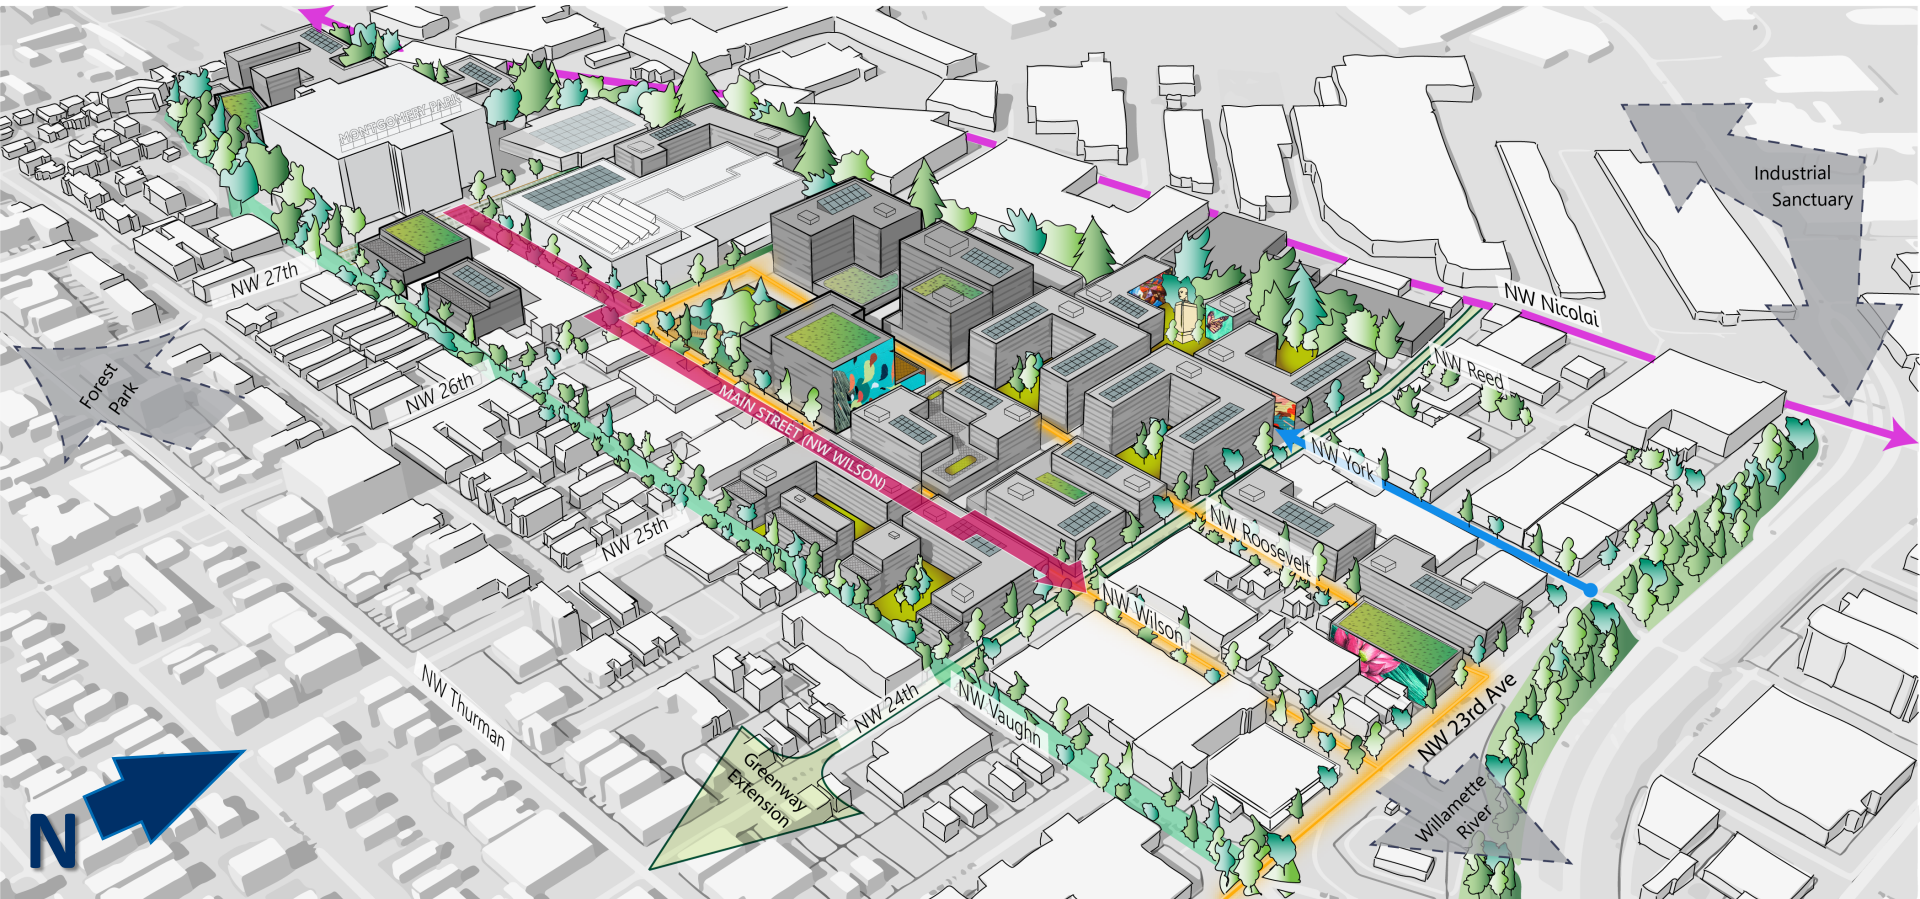 MONTGOMERY PARK
Industrial
Sanctuary
NW 27th
NW Nicolai
NW Reed
Forest
Park
NW 26th
MAIN STREET (NW WILSON)
NW York
NW 25th
NW Roosevelt
NW Wilson
NW Thurman
NW 24th
NW Vaughn
NW 23rd Ave
Greenway
Extension
Willamette
River
N